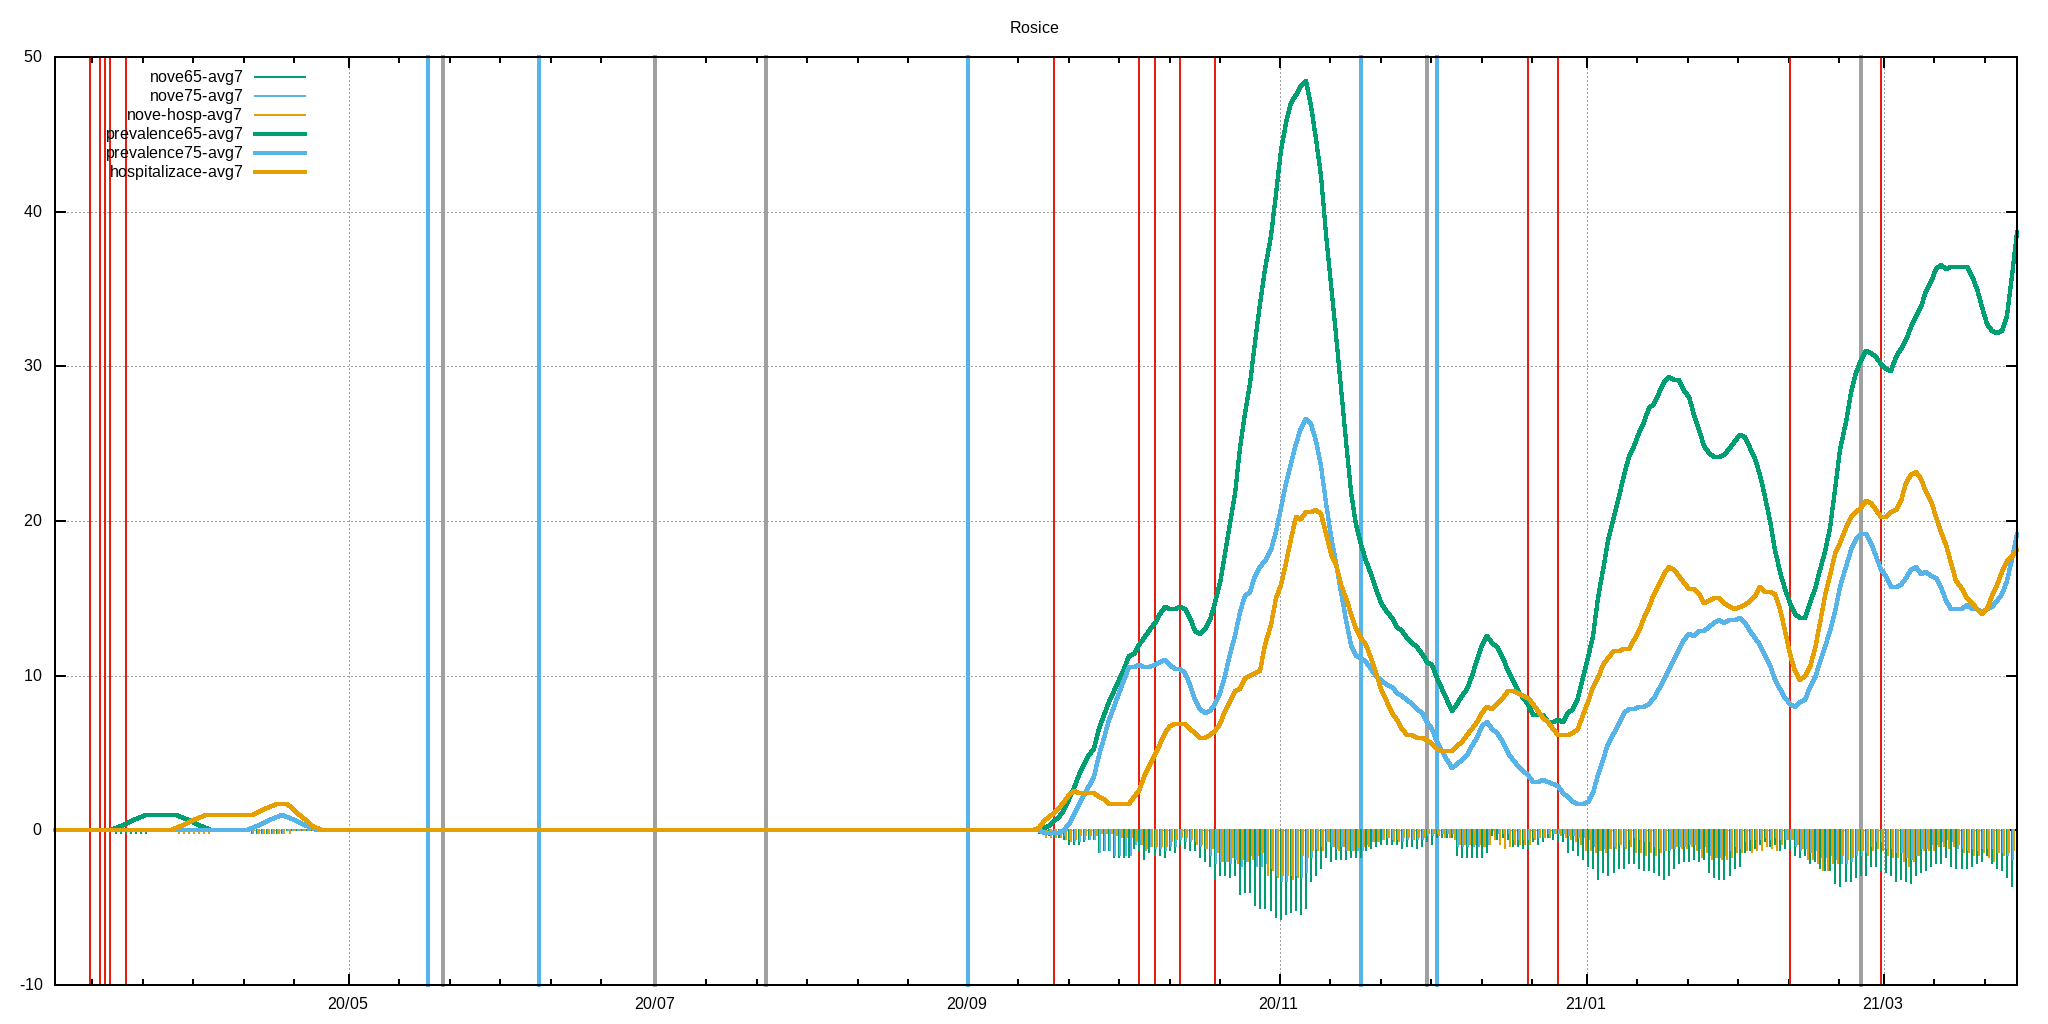 Rosice
50
nove65-avg7
nove75-avg7
nove-hosp-avg7
prevalence65-avg7
prevalence75-avg7
hospitalizace-avg7
40
30
20
10
0
-10
20/05 20/07 20/09 20/11 21/01 21/03